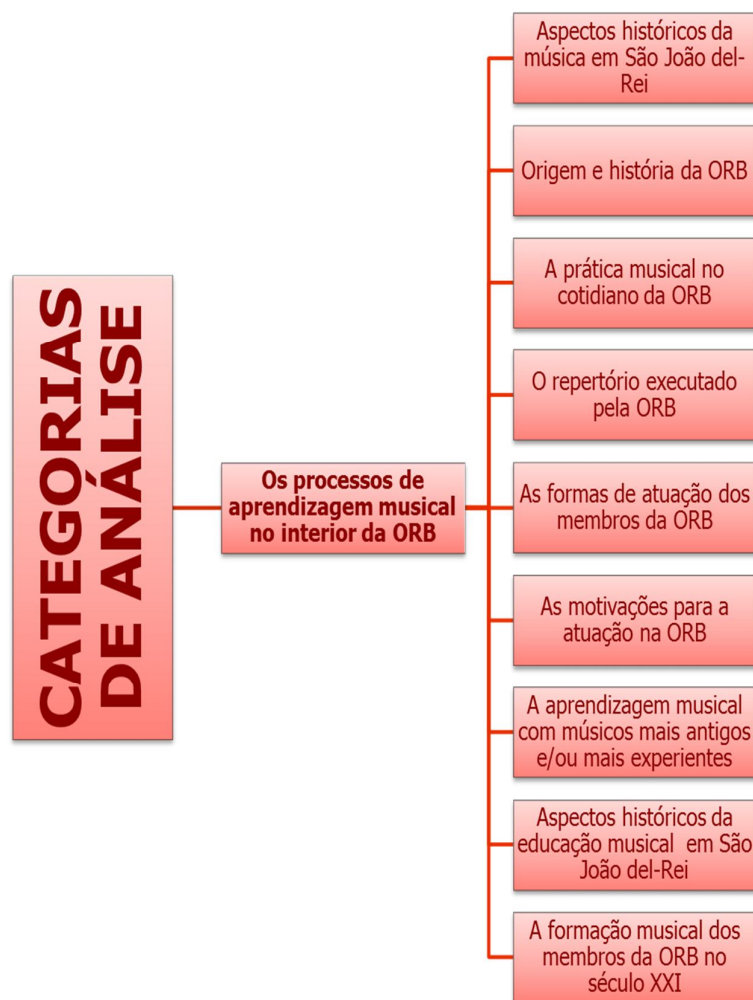 CATEGORIAS
DE ANÁLISE
Os processos de
aprendizagem musical
no interior da ORB
Aspectos históricos da
música em São João del-
Rei
Origem e história da ORB
A prática musical no
cotidiano da ORB
O repertório executado
pela ORB
As formas de atuação dos
membros da ORB
As motivações para a
atuação na ORB
A aprendizagem musical
com músicos mais antigos
e/ou mais experientes
Aspectos históricos da
educação musical em São
João del-Rei
A formação musical dos
membros da ORB no
século XXI